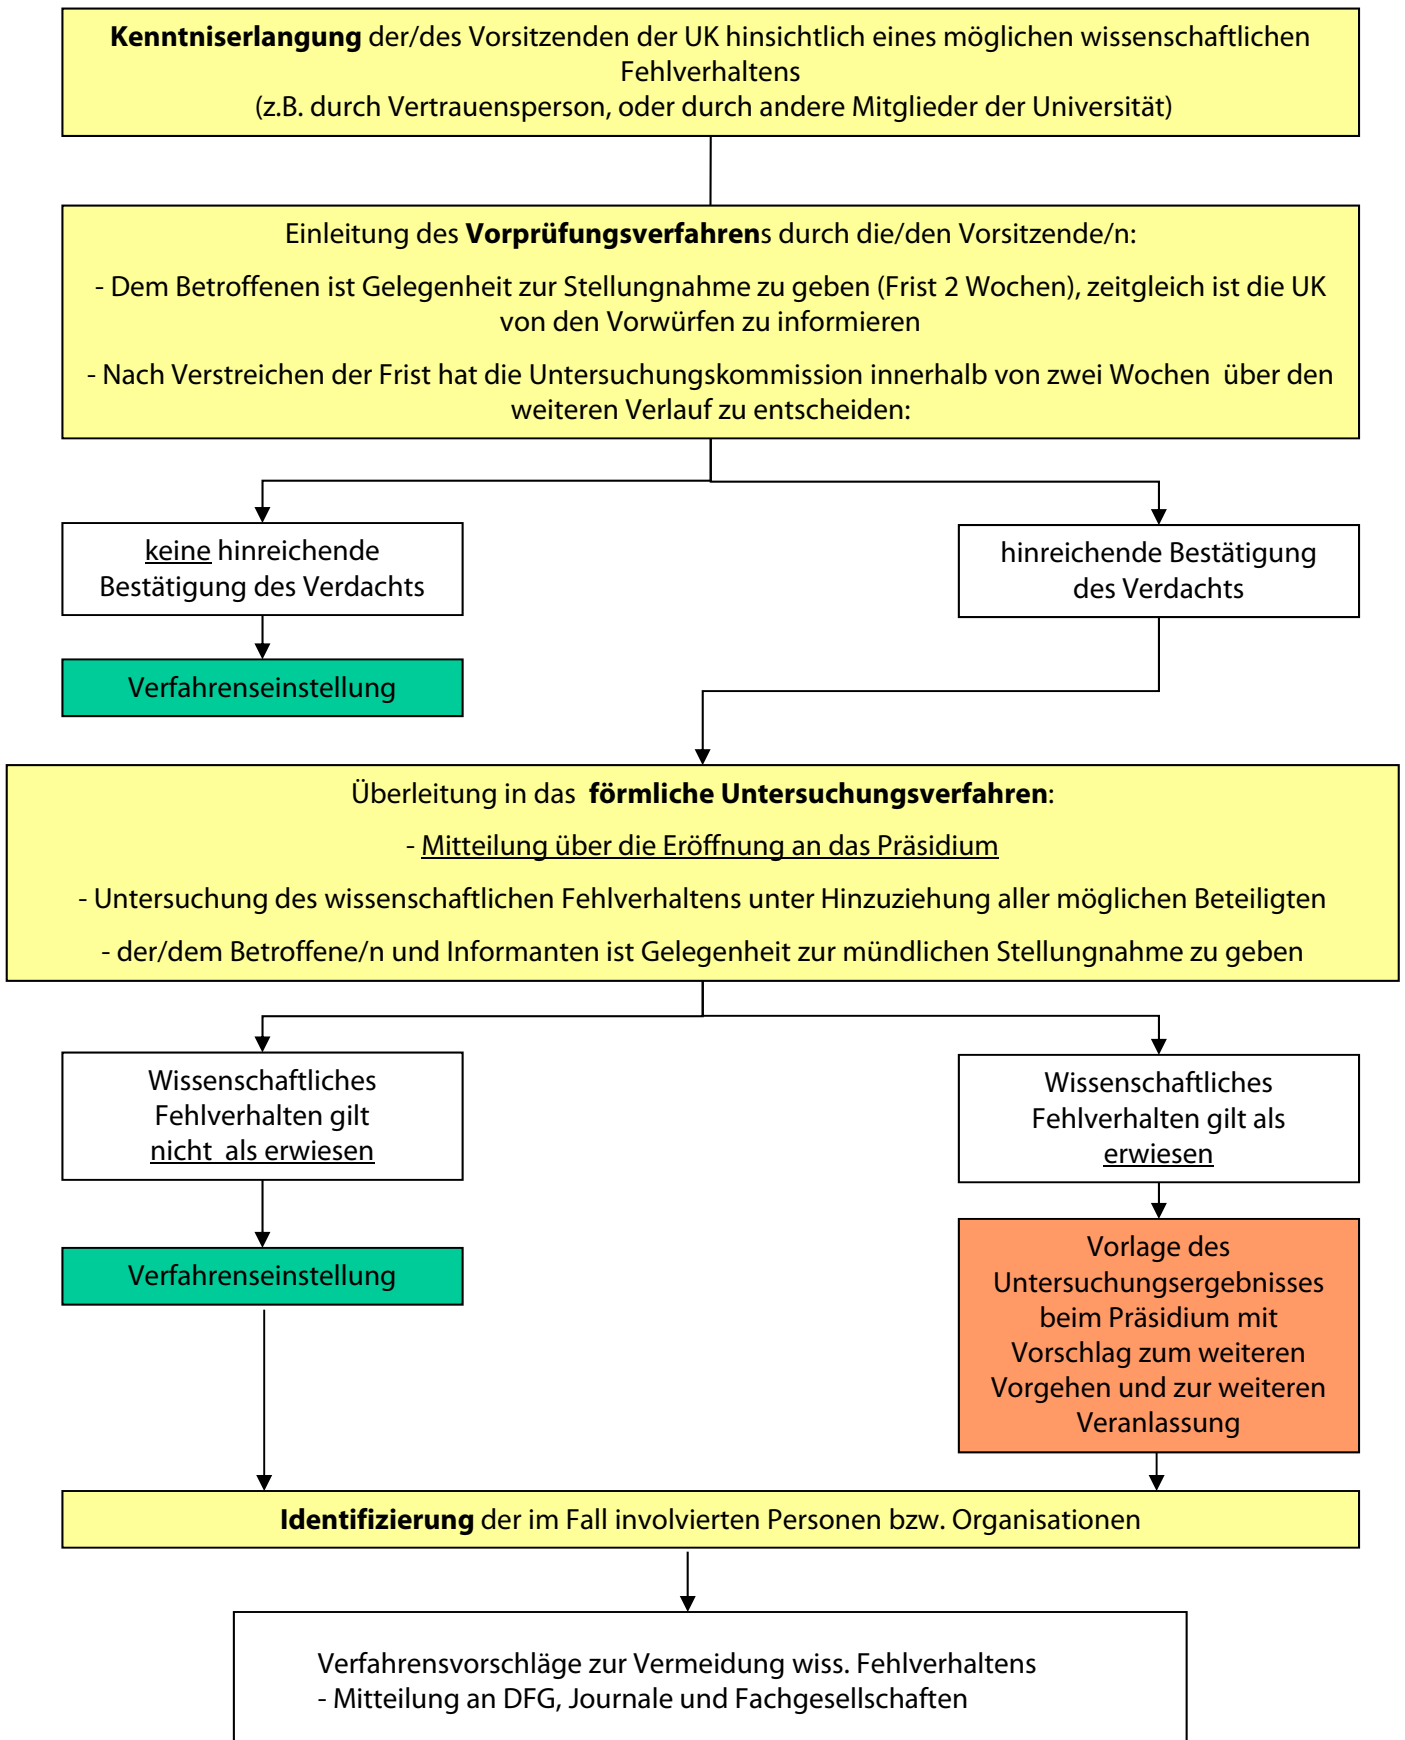 Kenntniserlangung der/des Vorsitzenden der UK hinsichtlich eines möglichen wissenschaftlichen
Fehlverhaltens
(z.B. durch Vertrauensperson, oder durch andere Mitglieder der Universität)
Einleitung des Vorprüfungsverfahrens durch die/den Vorsitzende/n:
- Dem Betroffenen ist Gelegenheit zur Stellungnahme zu geben (Frist 2 Wochen), zeitgleich ist die UK
von den Vorwürfen zu informieren
- Nach Verstreichen der Frist hat die Untersuchungskommission innerhalb von zwei Wochen  über den
weiteren Verlauf zu entscheiden:
keine hinreichende
Bestätigung des Verdachts
hinreichende Bestätigung
des Verdachts
Verfahrenseinstellung
Überleitung in das  förmliche Untersuchungsverfahren:
- Mitteilung über die Eröffnung an das Präsidium
- Untersuchung des wissenschaftlichen Fehlverhaltens unter Hinzuziehung aller möglichen Beteiligten
- der/dem Betroffene/n und Informanten ist Gelegenheit zur mündlichen Stellungnahme zu geben
Wissenschaftliches
Fehlverhalten gilt
nicht  als erwiesen
Wissenschaftliches
Fehlverhalten gilt als
erwiesen
Verfahrenseinstellung
Vorlage des
Untersuchungsergebnisses
beim Präsidium mit
Vorschlag zum weiteren
Vorgehen und zur weiteren
Veranlassung
Identifizierung der im Fall involvierten Personen bzw. Organisationen
Verfahrensvorschläge zur Vermeidung wiss. Fehlverhaltens
- Mitteilung an DFG, Journale und Fachgesellschaften